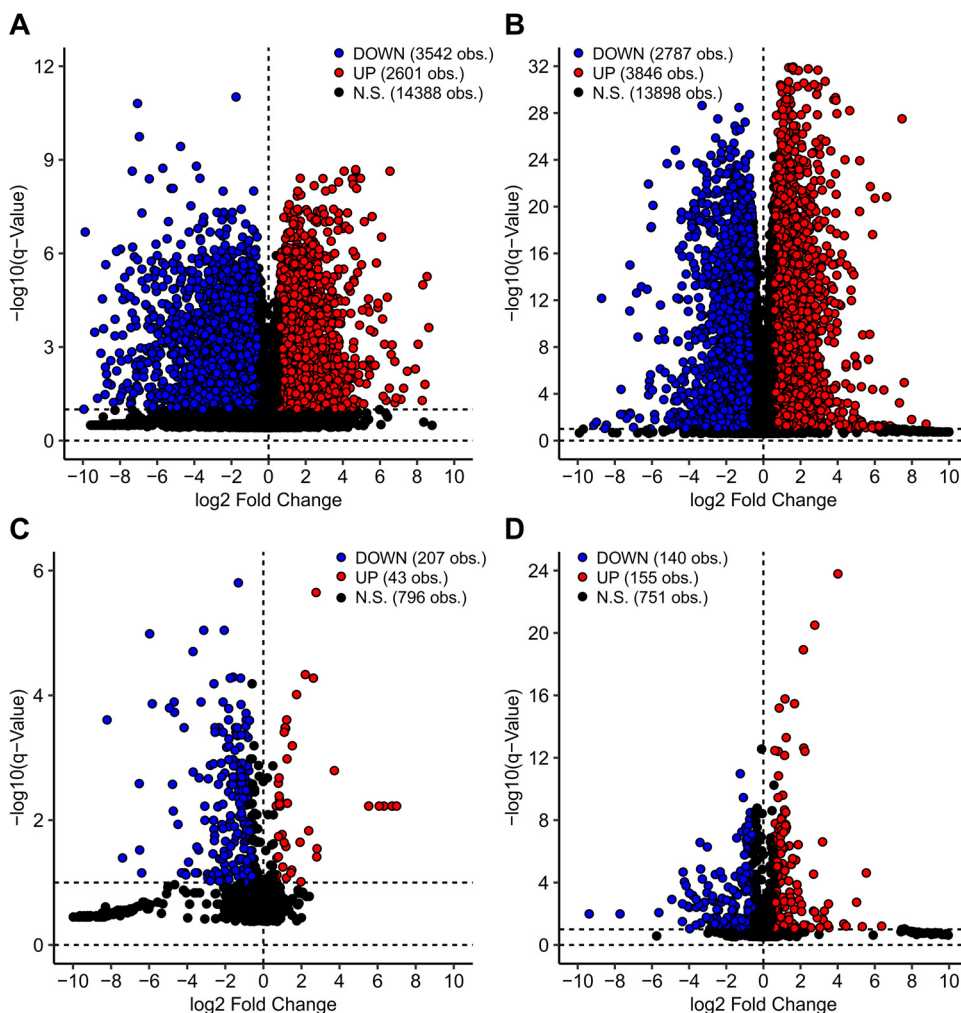 A
DOWN (3542 obs.)
UP (2601 obs.)
N.S. (14388 obs.)
12
9
6
3
0
−log10(q-Value)
−10 −8 −6 −4 −2 0 2 4 6 8 10
log2 Fold Change
B
DOWN (2787 obs.)
UP (3846 obs.)
N.S. (13898 obs.)
32
28
24
20
16
12
8
4
0
−log10(q-Value)
−10 −8 −6 −4 −2 0 2 4 6 8 10
log2 Fold Change
C
DOWN (207 obs.)
UP (43 obs.)
N.S. (796 obs.)
6
4
2
0
−log10(q-Value)
−10 −8 −6 −4 −2 0 2 4 6 8 10
log2 Fold Change
D
DOWN (140 obs.)
UP (155 obs.)
N.S. (751 obs.)
24
20
16
12
8
4
0
−log10(q-Value)
−10 −8 −6 −4 −2 0 2 4 6 8 10
log2 Fold Change